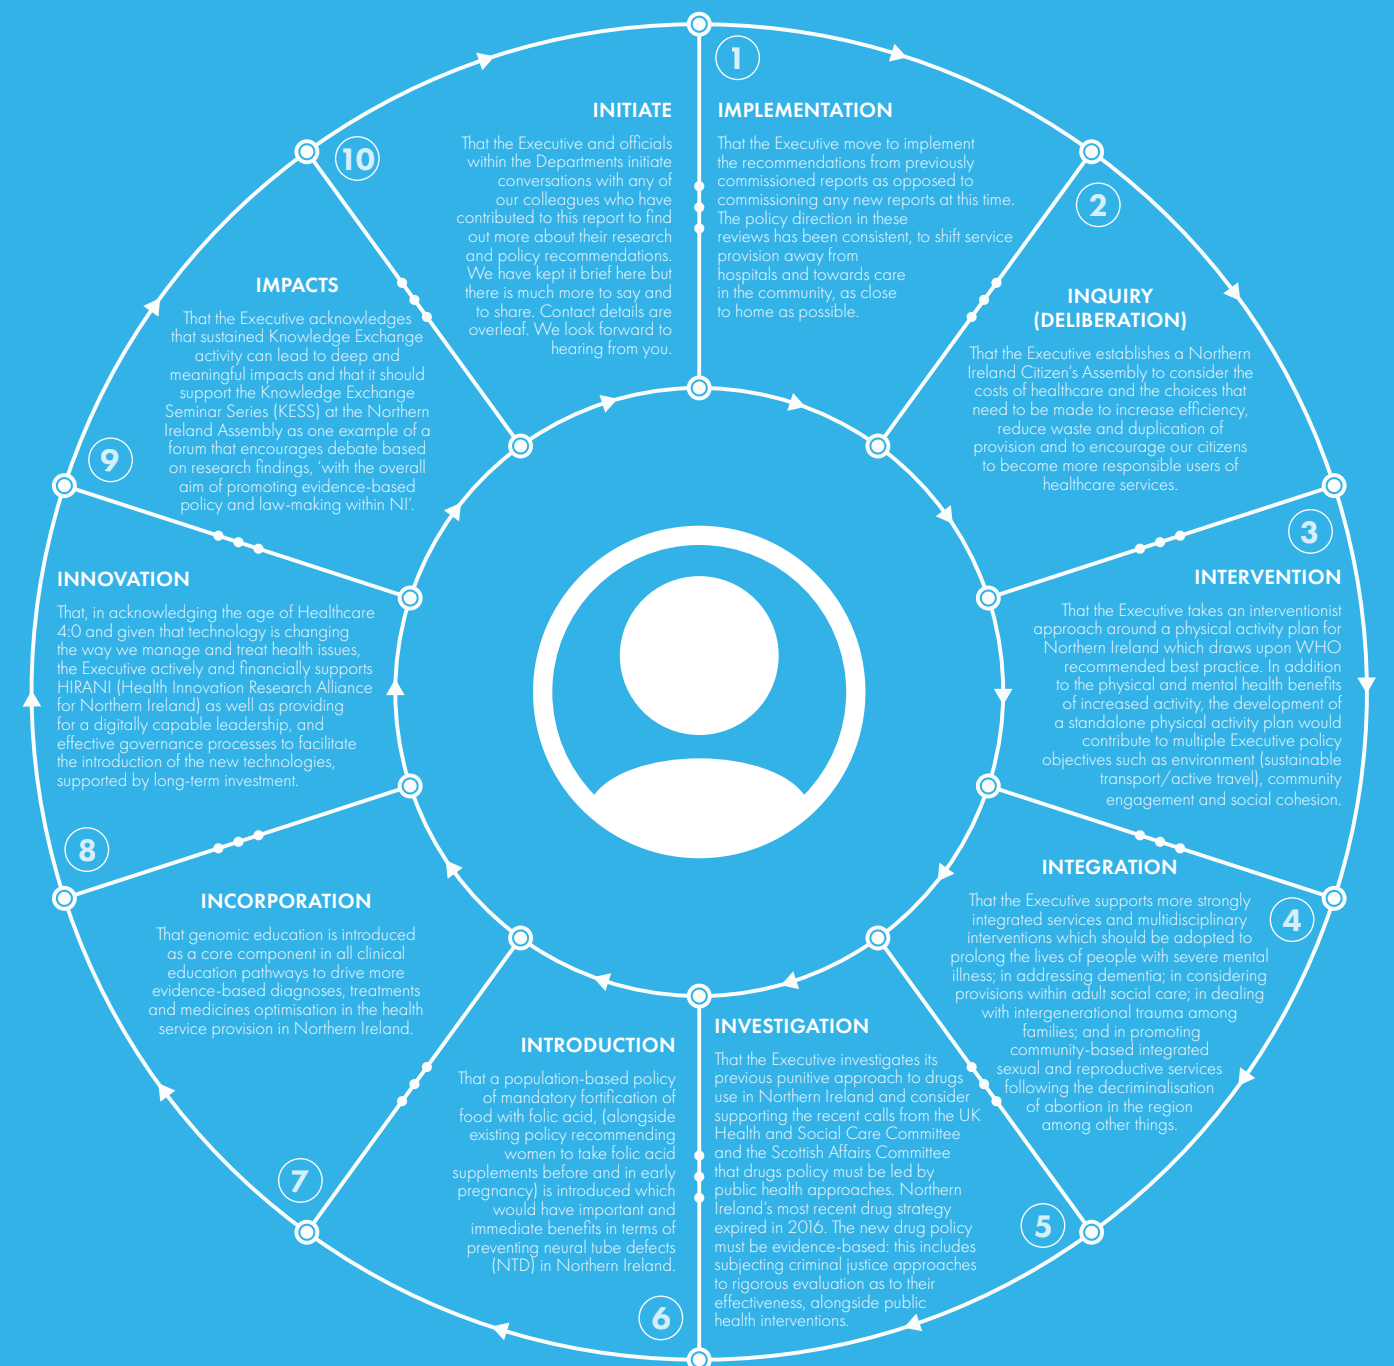 1
IMPLEMENTATION
That the Executive move to implement
the recommendations from previously
commissioned reports as opposed to
commissioning any new reports at this time.
The policy direction in these
reviews has been consistent, to shift service
provision away from
hospitals and towards care
in the community, as close
to home as possible.
2
INQUIRY
(DELIBERATION)
That the Executive establishes a Northern
Ireland Citizen's Assembly to consider the
costs of healthcare and the choices that
need to be made to increase efficiency,
reduce waste and duplication of
provision and to encourage our citizens
to become more responsible users of
healthcare services.
3
INTERVENTION
That the Executive takes an interventionist
approach around a physical activity plan for
Northern Ireland which draws upon WHO
recommended best practice. In addition
to the physical and mental health benefits
of increased activity, the development of
a standalone physical activity plan would
contribute to multiple Executive policy
objectives such as environment (sustainable
transport/active travel), community
engagement and social cohesion.
4
INTEGRATION
That the Executive supports more strongly
integrated services and multidisciplinary
interventions which should be adopted to
prolong the lives of people with severe mental
illness; in addressing dementia; in considering
provisions within adult social care; in dealing
with intergenerational trauma among
families; and in promoting
community-based integrated
sexual and reproductive services
following the decriminalisation
of abortion in the region
among other things.
5
INVESTIGATION
That the Executive investigates its
previous punitive approach to drugs
use in Northern Ireland and consider
supporting the recent calls from the UK
Health and Social Care Committee
and the Scottish Affairs Committee
that drugs policy must be led by
public health approaches. Northern
Ireland's most recent drug strategy
expired in 2016. The new drug policy
must be evidence-based: this includes
subjecting criminal justice approaches
to rigorous evaluation as to their
effectiveness, alongside public
health interventions.
6
INTRODUCTION
That a population-based policy
of mandatory fortification of
food with folic acid, (alongside
existing policy recommending
women to take folic acid
supplements before and in early
pregnancy) is introduced which
would have important and
immediate benefits in terms of
preventing neural tube defects
(NTD) in Northern Ireland.
7
INCORPORATION
That genomic education is introduced
as a core component in all clinical
education pathways to drive more
evidence-based diagnoses, treatments
and medicines optimisation in the health
service provision in Northern Ireland.
8
INNOVATION
That, in acknowledging the age of Healthcare
4:0 and given that technology is changing
the way we manage and treat health issues,
the Executive actively and financially supports
HIRANI (Health Innovation Research Alliance
for Northern Ireland) as well as providing
for a digitally capable leadership, and
effective governance processes to facilitate
the introduction of the new technologies,
supported by long-term investment.
9
IMPACTS
That the Executive acknowledges
that sustained Knowledge Exchange
activity can lead to deep and
meaningful impacts and that it should
support the Knowledge Exchange
Seminar Series (KESS) at the Northern
Ireland Assembly as one example of a
forum that encourages debate based
on research findings, 'with the overall
aim of promoting evidence-based
policy and law-making within NI'.
10
INITIATE
That the Executive and officials
within the Departments initiate
conversations with any of
our colleagues who have
contributed to this report to find
out more about their research
and policy recommendations.
We have kept it brief here but
there is much more to say and
to share. Contact details are
overleaf. We look forward to
hearing from you.